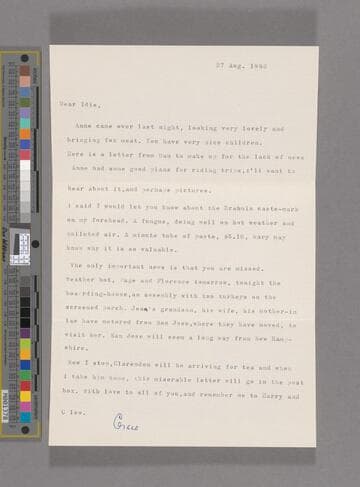 27 Aug. 1960
Dear Idie,
Anne came over last night, looking very lovely and
bringing fox meat. You have very nice children.
Here is a letter from Dan to make up for the lack of news
Anne had some good plans for riding trips, I'll want to
hear about it, and perhaps pictures.
I said I would let you know about the
on my forehead. A fungus, doing well on hot weather and
polluted air. A minute tube of paste, $5.10, Mary may
know why it is so valuable.
The only important news is that you are missed.
Weather hot, Page and Florence tomorrow, tonight the
boarding-house, an assembly with two turkeys on the
screened porch. Jess's grandson, his wife, his mother-in
law have motored from San Jose, where they have moved, to
visit her. San Jose will seem a long way from New Hamp-
shire.
Now I stop, Clarendon will be arriving for tea and when
I take him home, this miserable letter will go in the post
box. With love to all of you, and remember me to Harry and
Grace